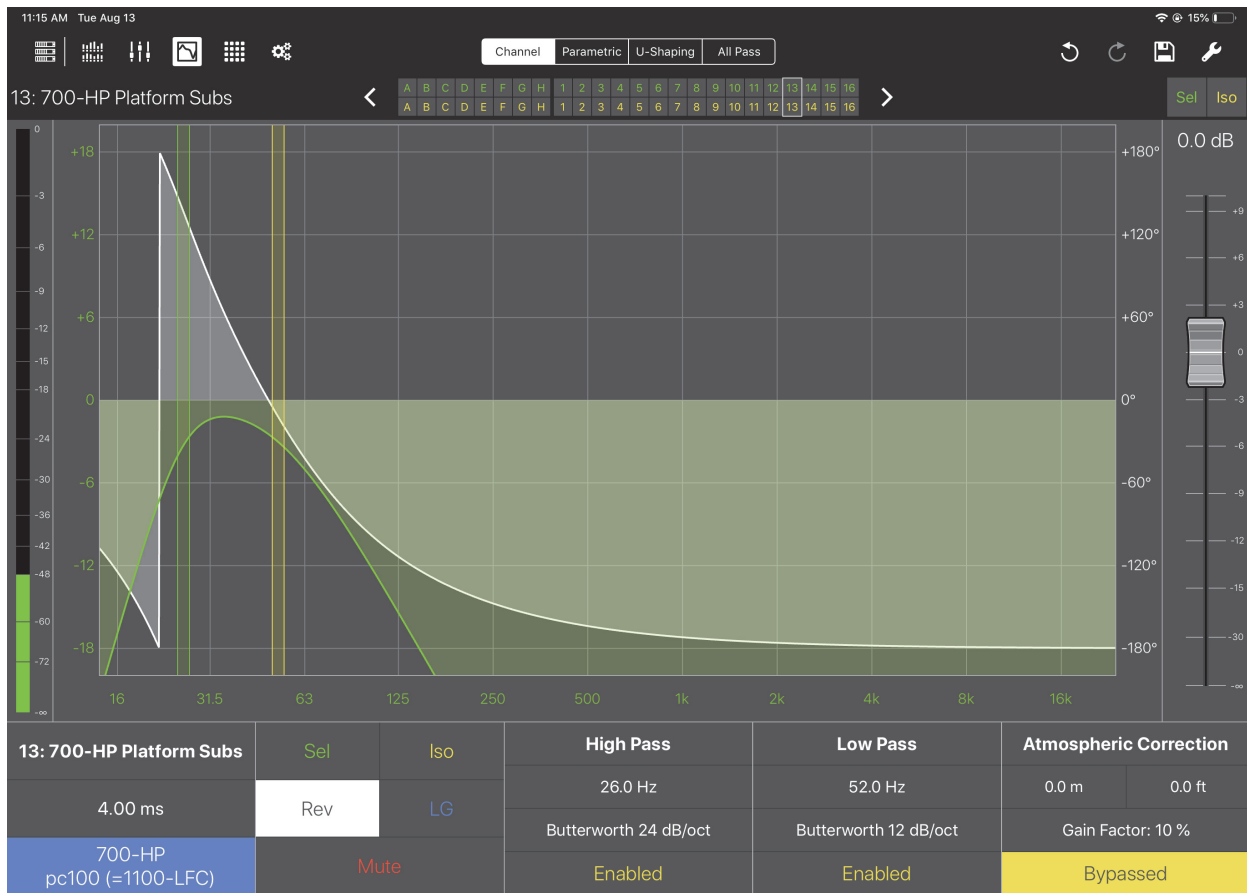 11:15 AM Tue Aug 13
15%
Channel Parametric U-Shaping All Pass
13: 700-HP Platform Subs
A B C D E F G H 1 2 3 4 5 6 7 8 9 10 11 12 13 14 15 16
A B C D E F G H 1 2 3 4 5 6 7 8 9 10 11 12 13 14 15 16
Sel Iso
0
-3
-6
-9
-12
-15
-18
-24
-30
-36
-42
-48
-60
-72
-∞
+18
+12
+6
0
-6
-12
-18
+180°
+120°
+60°
0°
-60°
-120°
-180°
16 31.5 63 125 250 500 1k 2k 4k 8k 16k
0.0 dB
+9
+6
+3
0
-3
-6
-9
-12
-15
-30
-∞
13: 700-HP Platform Subs
4.00 ms
700-HP
pc100 (=1100-LFC)
Sel Iso
Rev LG
Mute
High Pass
26.0 Hz
Butterworth 24 dB/oct
Enabled
Low Pass
52.0 Hz
Butterworth 12 dB/oct
Enabled
Atmospheric Correction
0.0 m 0.0 ft
Gain Factor: 10 %
Bypassed